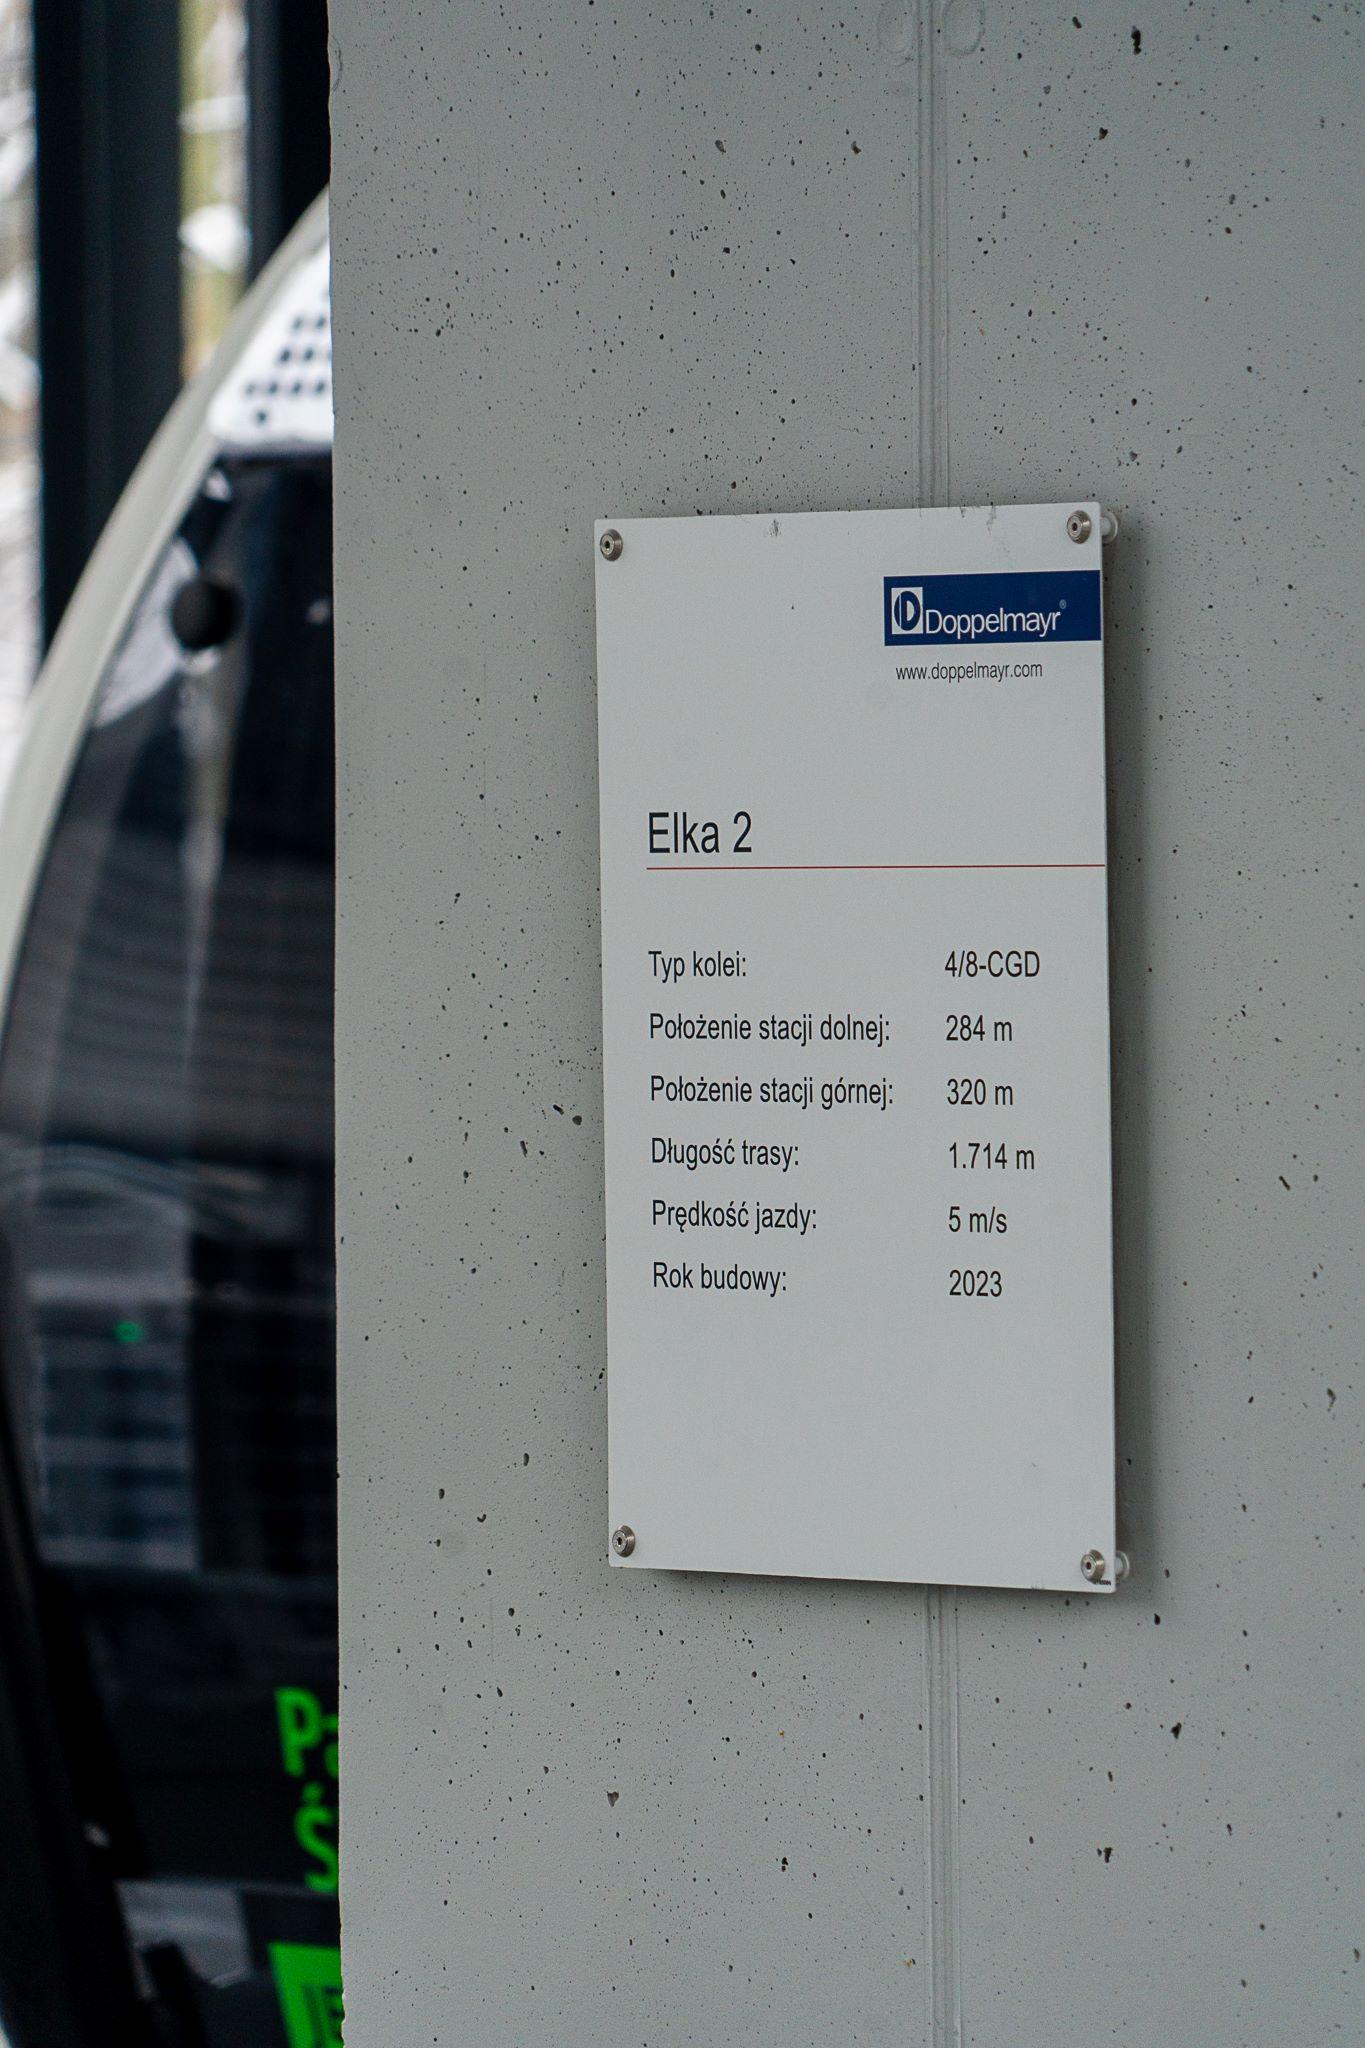 Doppelmayr®
www.doppelmayr.com
Elka 2
Typ kolei: 4/8-CGD
Położenie stacji dolnej: 284 m
Położenie stacji górnej: 320 m
Długość trasy: 1.714 m
Prędkość jazdy: 5 m/s
Rok budowy: 2023